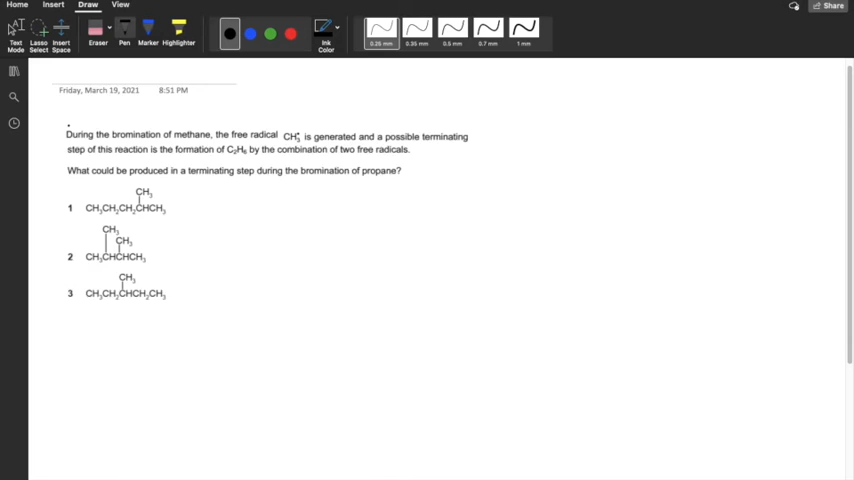 Home Insert Draw View
Share
Text Mode
Lasso Select
Insert Space
Eraser
Pen
Marker
Highlighter
Ink Color
0.25 mm
0.35 mm
0.5 mm
0.7 mm
1 mm
Friday, March 19, 2021 8:51 PM
During the bromination of methane, the free radical CH₃• is generated and a possible terminating
step of this reaction is the formation of C₂H₆ by the combination of two free radicals.
What could be produced in a terminating step during the bromination of propane?
CH₃
1 CH₃CH₂CH₂CHCH₃
CH₃
CH₃
2 CH₃CHCHCH₃
CH₃
3 CH₃CH₂CHCH₂CH₃